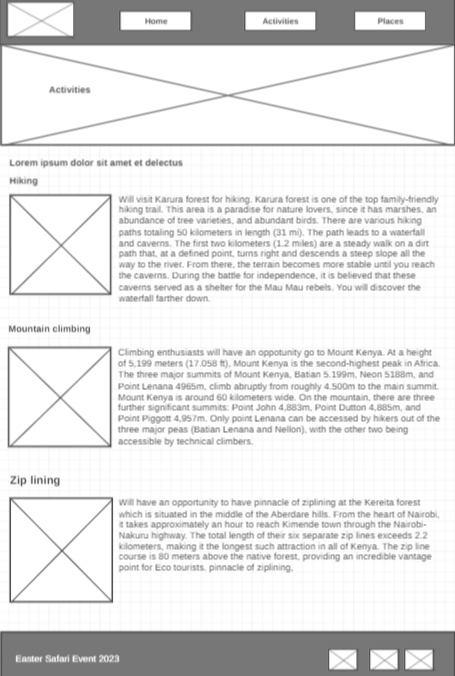 Home
Activities
Places
Activities
Lorem ipsum dolor sit amet et delectus
Hiking
Will visit Karura forest for hiking. Karura forest is one of the top family-friendly
hiking trail. This area is a paradise for nature lovers, since it has marshes, an
abundance of tree varieties, and abundant birds. There are various hiking
paths totaling 50 kilometers in length (31 mi). The path leads to a waterfall
and caverns. The first two kilometers (1.2 miles) are a steady walk on a dirt
path that, at a defined point, turns right and descends a steep slope all the
way to the river. From there, the terrain becomes more stable until you reach
the caverns. During the battle for independence, it is believed that these
caverns served as a shelter for the Mau Mau rebels. You will discover the
waterfall farther down.
Mountain climbing
Climbing enthusiasts will have an oppotunity go to Mount Kenya. At a height
of 5,199 meters (17.058 ft), Mount Kenya is the second-highest peak in Africa.
The three major summits of Mount Kenya, Batian 5.199m, Neon 5188m, and
Point Lenana 4965m, climb abruptly from roughly 4.500m to the main summit.
Mount Kenya is around 60 kilometers wide. On the mountain, there are three
further significant summits: Point John 4,883m, Point Dutton 4,885m, and
Point Piggott 4,957m. Only point Lenana can be accessed by hikers out of the
three major peas (Batian Lenana and Nellon), with the other two being
accessible by technical climbers.
Zip lining
Will have an opportunity to have pinnacle of ziplining at the Kereita forest
which is situated in the middle of the Aberdare hills. From the heart of Nairobi,
it takes approximately an hour to reach Kimende town through the Nairobi-
Nakuru highway. The total length of their six separate zip lines exceeds 2.2
kilometers, making it the longest such attraction in all of Kenya. The zip line
course is 80 meters above the native forest, providing an incredible vantage
point for Eco tourists. pinnacle of ziplining,
Easter Safari Event 2023